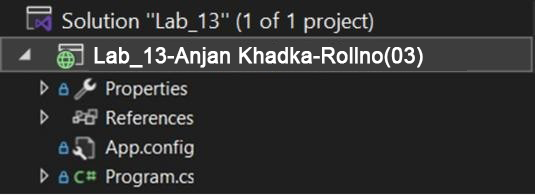 Solution "Lab_13" (1 of 1 project)
Lab_13-Anjan Khadka-Rollno(03)
Properties
References
App.config
C# Program.cs